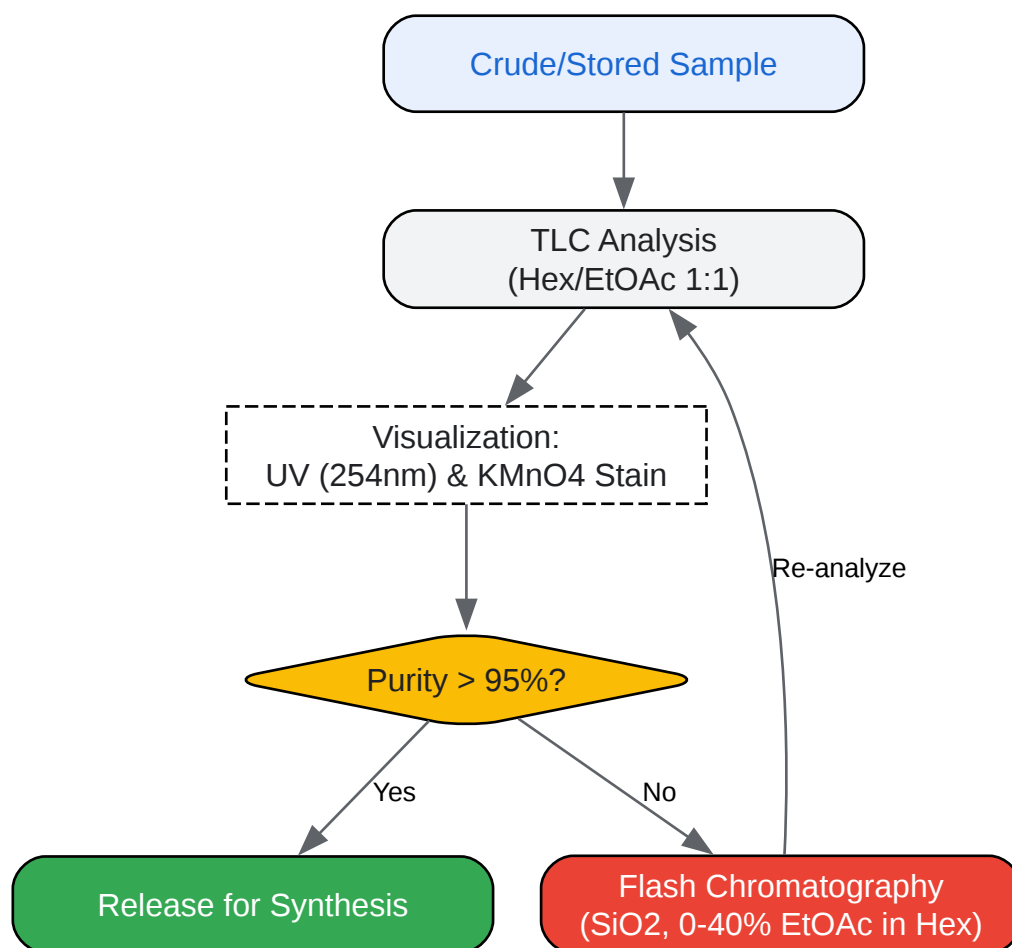 Crude/Stored Sample
TLC Analysis
(Hex/EtOAc 1:1)
Visualization:
UV (254nm) & KMnO4 Stain
Re-analyze
Purity > 95%?
Yes
No
Release for Synthesis
Flash Chromatography
(SiO2, 0-40% EtOAc in Hex)